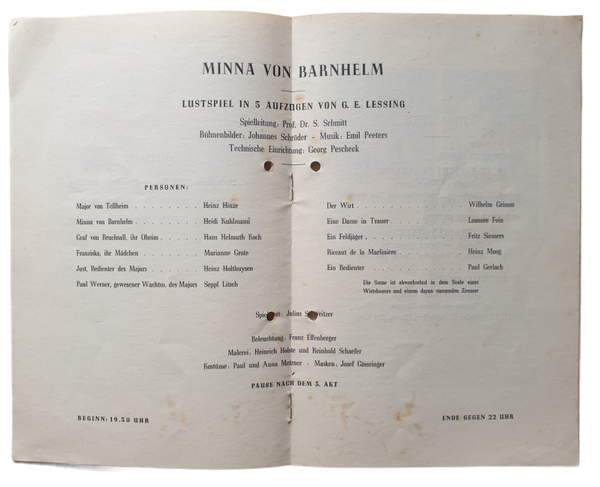 MINNA VON BARNHELM
LUSTSPIEL IN 5 AUFZÜGEN VON G. E. LESSING
Spielleitung: Prof. Dr. S. Schmitt
Bühnenbilder: Johannes Schröder - Musik: Emil Peeters
Technische Einrichtung: Georg Pescheck
PERSONEN:
Major von Tellheim . . . . . . . . . Heinz Hinze
Minna von Barnhelm . . . . . . . . Heidi Kuhlmann
Graf von Bruchsall, ihr Oheim . . . . . Hans Helmuth Koch
Franziska, ihr Mädchen . . . . . . . Marianne Grote
Just, Bedienter des Majors . . . . . . Heinz Holthuysen
Paul Werner, gewesener Wachtm. des Majors Seppl Litsch
Der Wirt . . . . . . . . . . . . . Wilhelm Grimm
Eine Dame in Trauer . . . . . . . . Leonore Fein
Ein Feldjäger . . . . . . . . . . . Fritz Sinners
Riccaut de la Marlinière . . . . . . . Heinz Moog
Ein Bedienter . . . . . . . . . . . Paul Gerlach
Die Szene ist abwechselnd in dem Saale eines
Wirtshauses und einem daran stossenden Zimmer
Julius
Beleuchtung: Franz Effenberger
Malerei: Heinrich Holste und Reinhold Schaefer
Kostüme: Paul und Anna Metzner - Masken: Josef Güssringer
PAUSE NACH DEM 3. AKT
BEGINN: 19.30 UHR
ENDE GEGEN 22 UHR